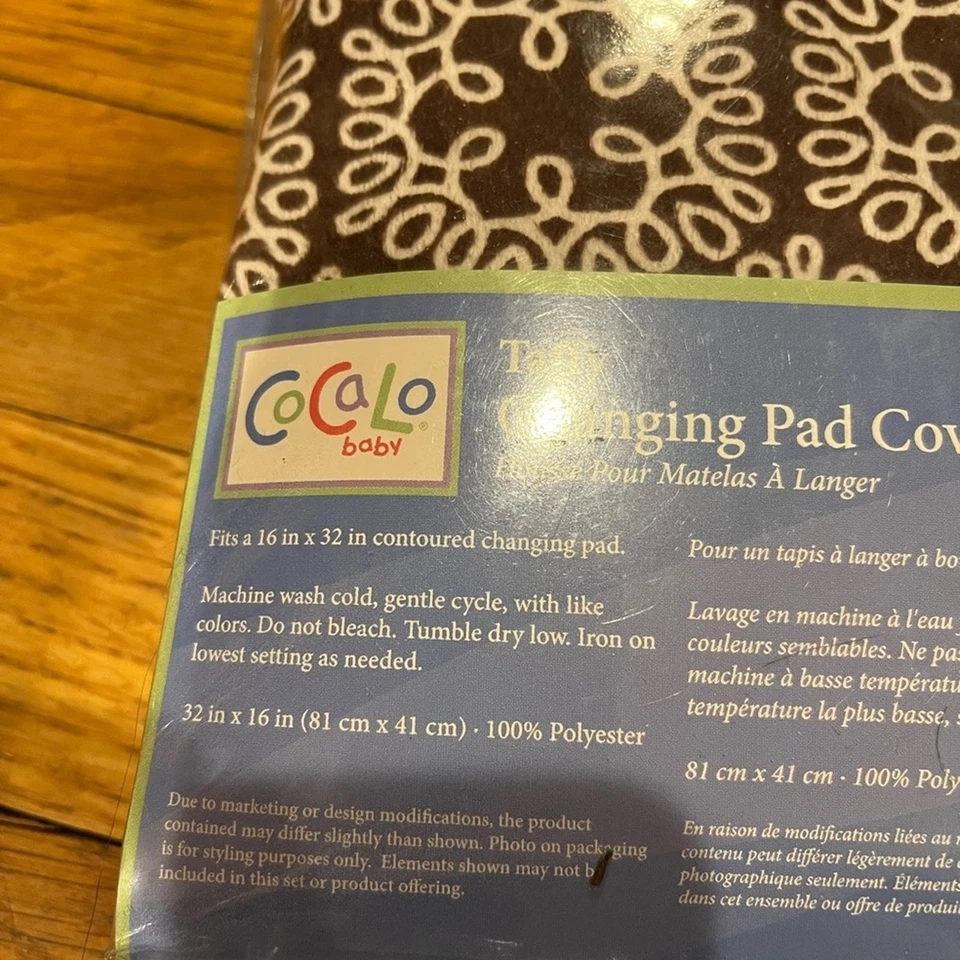 CoCaLo®
baby
Changing Pad Cov
Pour Matelas À Langer
Fits a 16 in x 32 in contoured changing pad.
Machine wash cold, gentle cycle, with like
colors. Do not bleach. Tumble dry low. Iron on
lowest setting as needed.
32 in x 16 in (81 cm x 41 cm) · 100% Polyester
Due to marketing or design modifications, the product
contained may differ slightly than shown. Photo on packaging
is for styling purposes only. Elements shown may not b
included in this set or product offering.
Pour un tapis à langer à bo
Lavage en machine à l'eau
couleurs semblables. Ne pa
machine à basse températu
température la plus basse, s
81 cm x 41 cm · 100% Poly
En raison de modifications liées au
contenu peut différer légèrement de
photographique seulement. Éléments
dans cet ensemble ou offre de produi